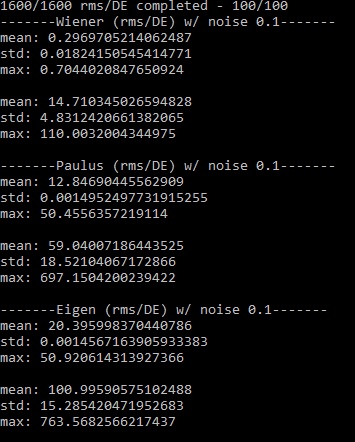 1600/1600 rms/DE completed - 100/100
-------Wiener (rms/DE) w/ noise 0.1-------
mean: 0.2969705214062487
std: 0.01824150545414771
max: 0.7044020847650924
mean: 14.710345026594828
std: 4.8312420661382065
max: 110.0032004344975
-------Paulus (rms/DE) w/ noise 0.1-------
mean: 12.84690445562909
std: 0.0014952497731915255
max: 50.4556357219114
mean: 59.04007186443525
std: 18.52104067172866
max: 697.1504200239422
-------Eigen (rms/DE) w/ noise 0.1-------
mean: 20.395998370440786
std: 0.0014567163905933383
max: 50.920614313927366
mean: 100.99590575102488
std: 15.285420471952683
max: 763.5682566217437